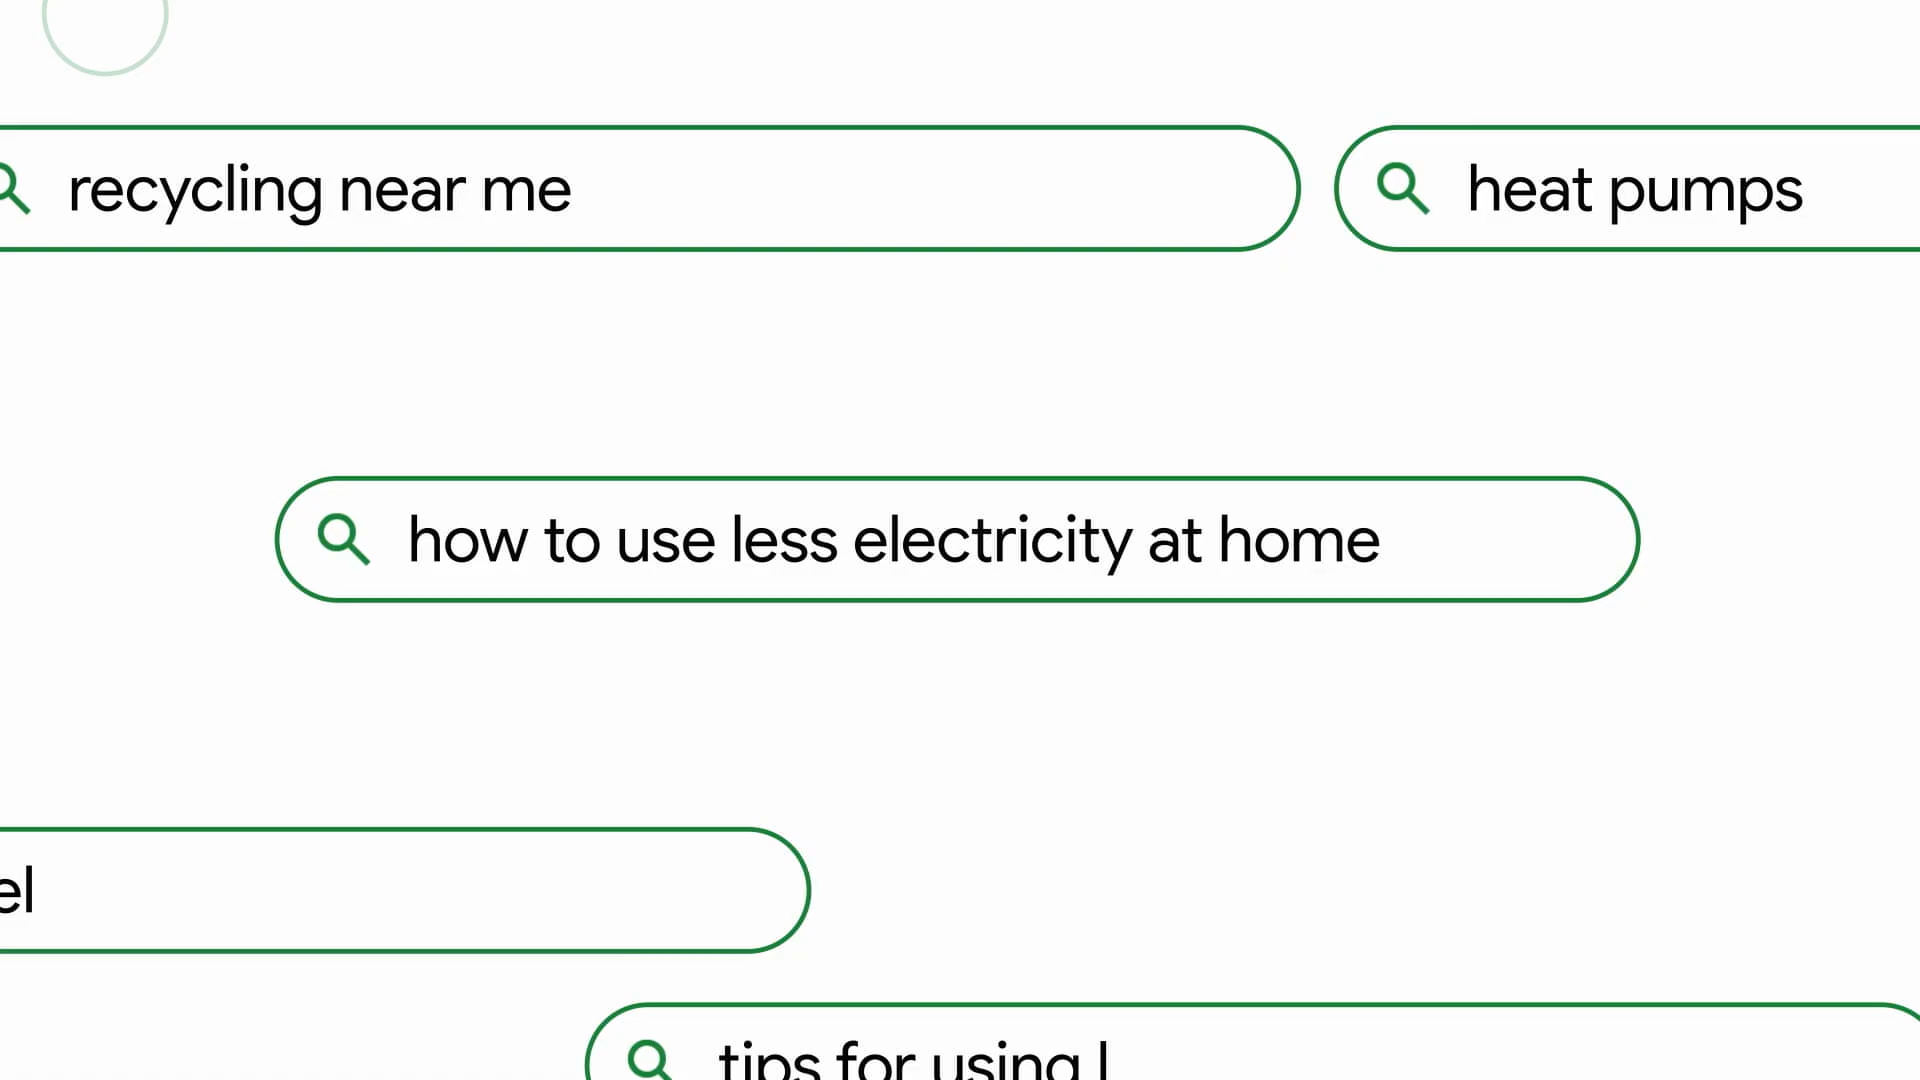 recycling near me
heat pumps
how to use less electricity at home
el
tips for using l